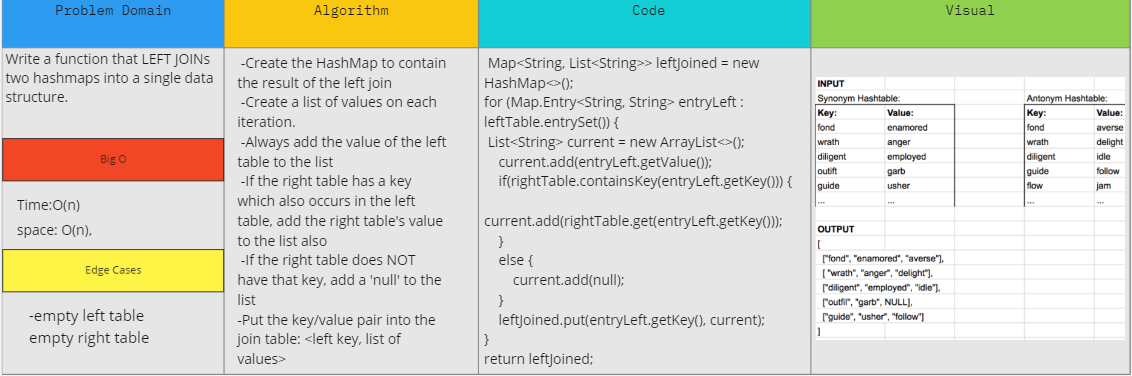 Problem Domain
Algorithm
Code
Visual
Write a function that LEFT JOINs
two hashmaps into a single data
structure.
Big O
Time:O(n)
space: O(n),
Edge Cases
-empty left table
empty right table
-Create the HashMap to contain
the result of the left join
-Create a list of values on each
iteration.
-Always add the value of the left
table to the list
-If the right table has a key
which also occurs in the left
table, add the right table's value
to the list also
-If the right table does NOT
have that key, add a 'null' to the
list
-Put the key/value pair into the
join table: <left key, list of
values>
Map<String, List<String>> leftJoined = new
HashMap<>();
for (Map.Entry<String, String> entryLeft :
leftTable.entrySet()) {
List<String> current = new ArrayList<>();
current.add(entryLeft.getValue());
if(rightTable.containsKey(entryLeft.getKey())) {
current.add(rightTable.get(entryLeft.getKey()));
}
else {
current.add(null);
}
leftJoined.put(entryLeft.getKey(), current);
}
return leftJoined;
INPUT
Synonym Hashtable:
Key: Value:
fond enamored
wrath anger
diligent employed
outift garb
guide usher
... ...
Antonym Hashtable:
Key: Value:
fond averse
wrath delight
diligent idle
guide follow
flow jam
... ...
OUTPUT
[
["fond", "enamored", "averse"],
[ "wrath", "anger", "delight"],
["diligent", "employed", "idle"],
["outfil", "garb", NULL],
["guide", "usher", "follow"]
]